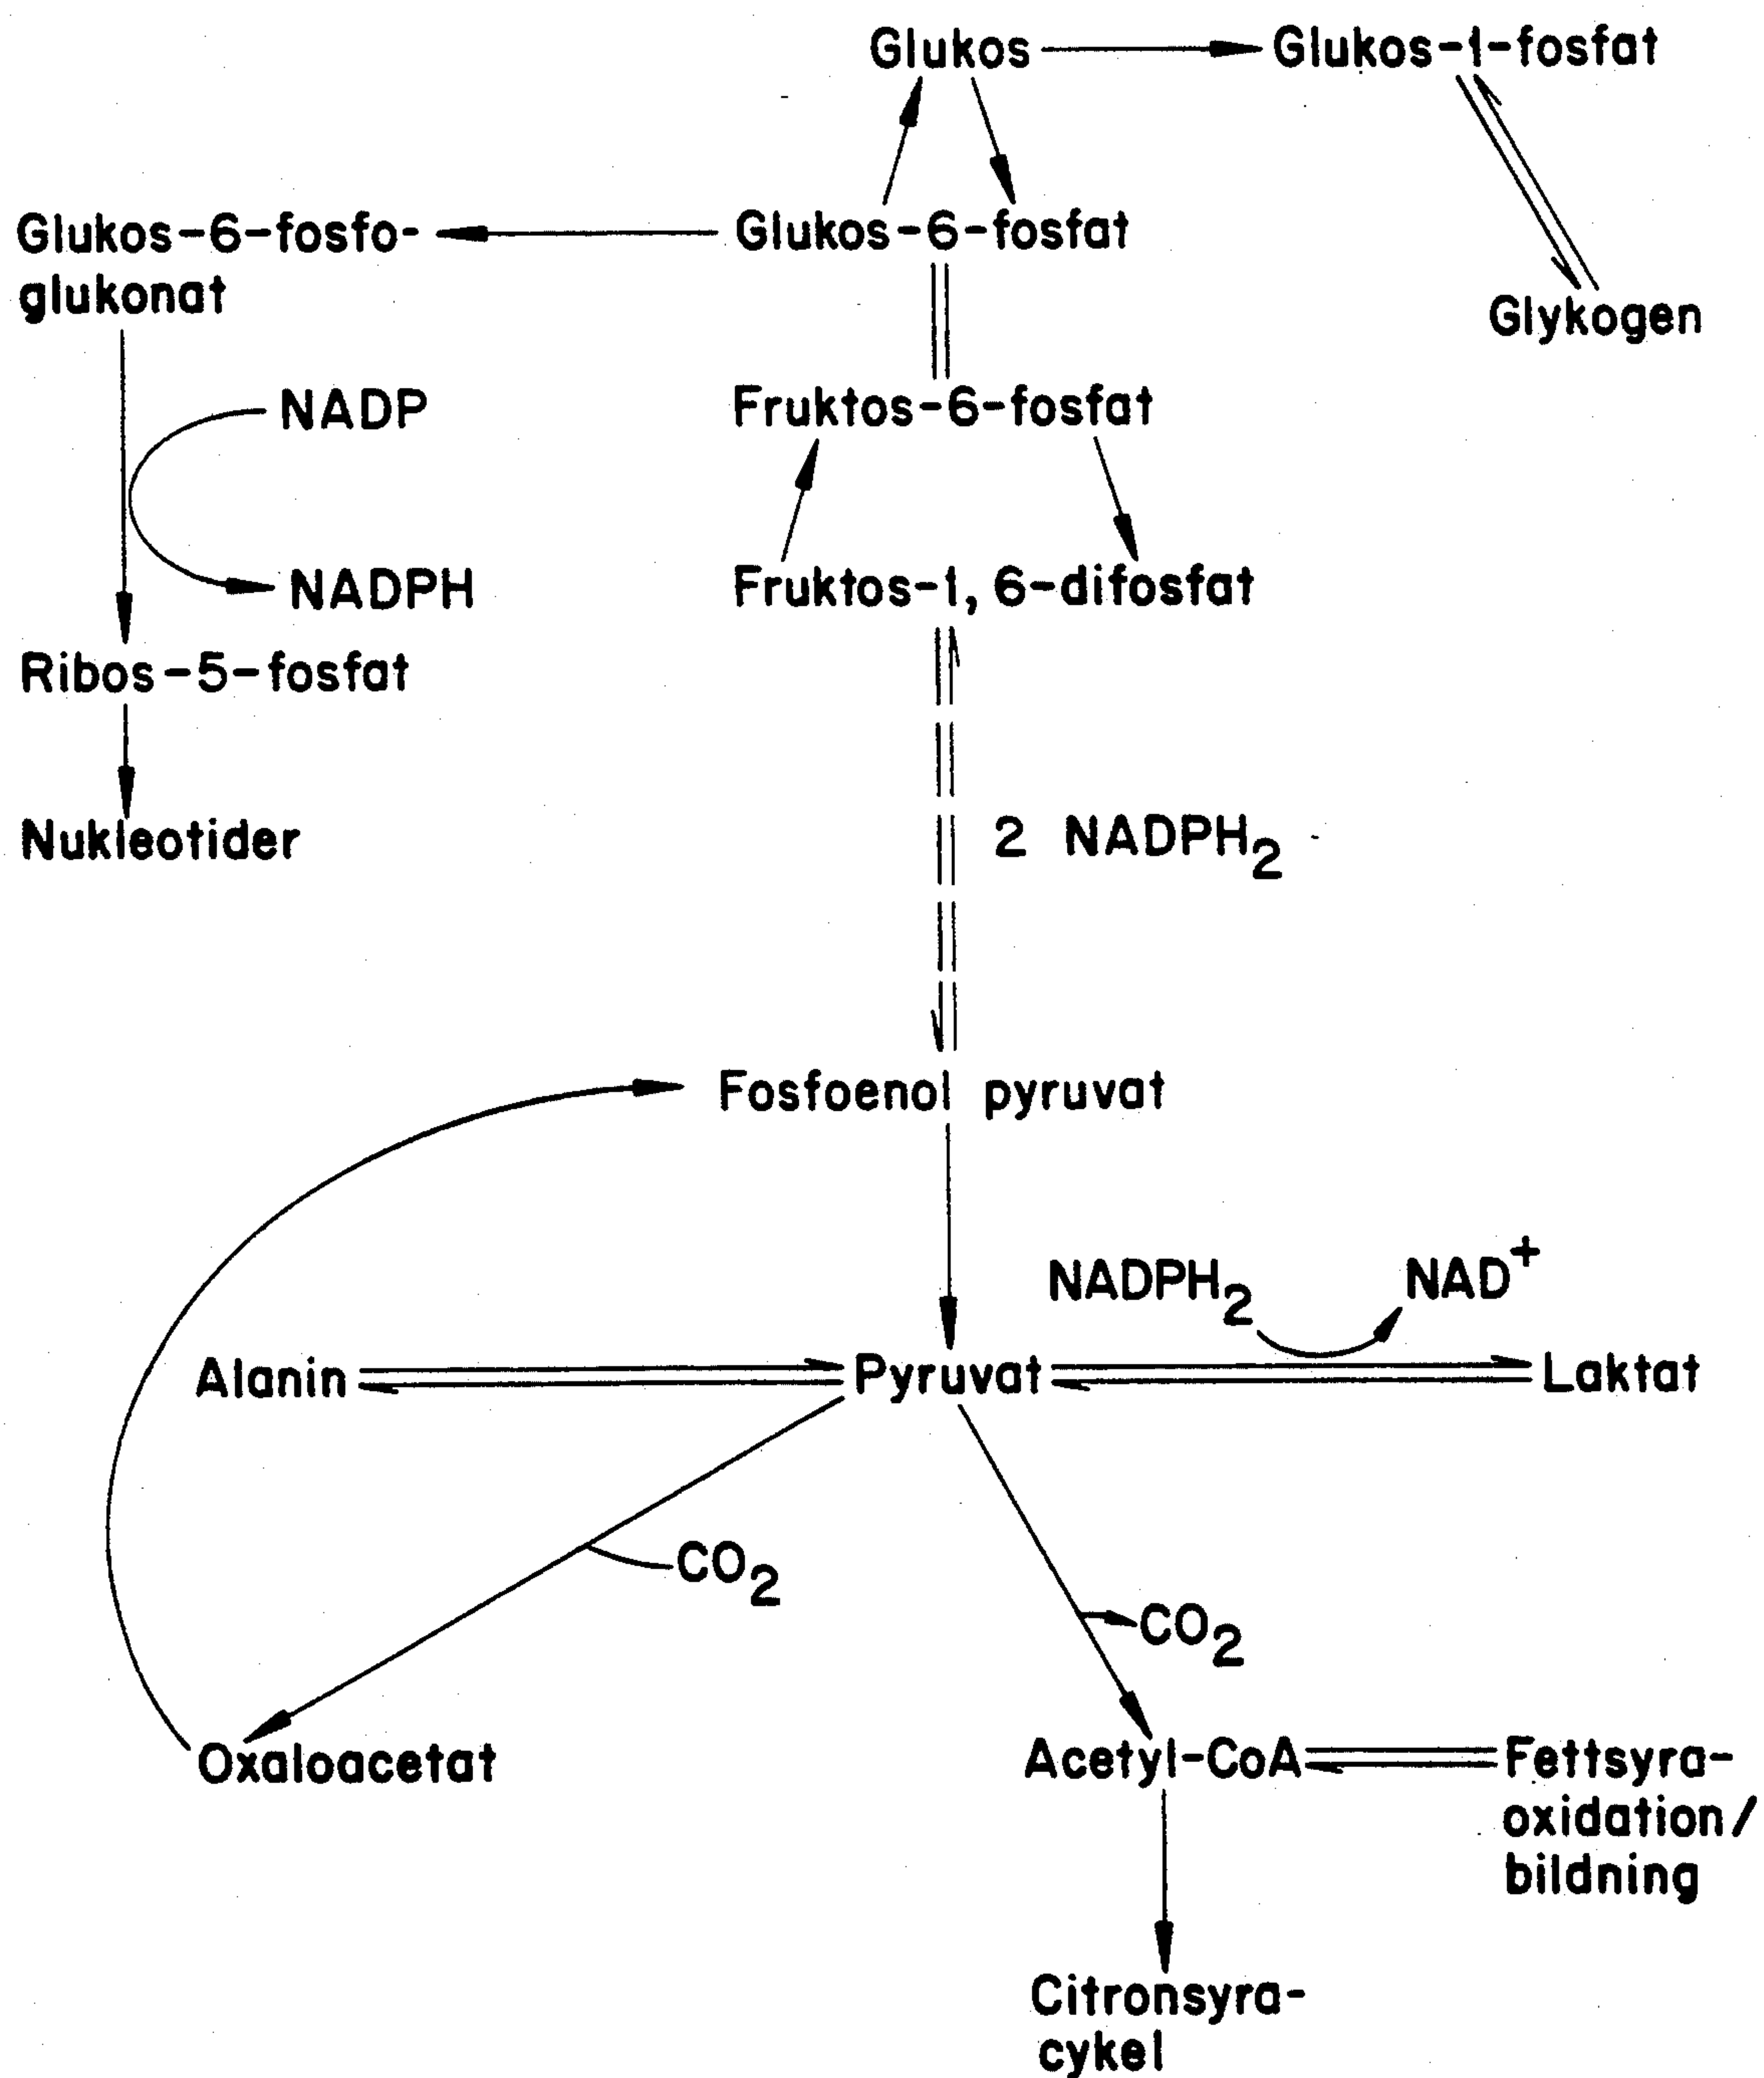 Glukos
Glukos-1-fosfat
Glukos-6-fosfo-
glukonat
Glukos-6-fosfat
Glykogen
NADP
Fruktos-6-fosfat
NADPH
Fruktos-1, 6-difosfat
Ribos-5-fosfat
Nukleotider
2 NADPH2
Fosfoenol pyruvat
NADPH2
NAD+
Alanin
Pyruvat
Laktat
CO2
CO2
Oxaloacetat
Acetyl-CoA
Fettsyra-
oxidation/
bildning
Citronsyra-
cykel